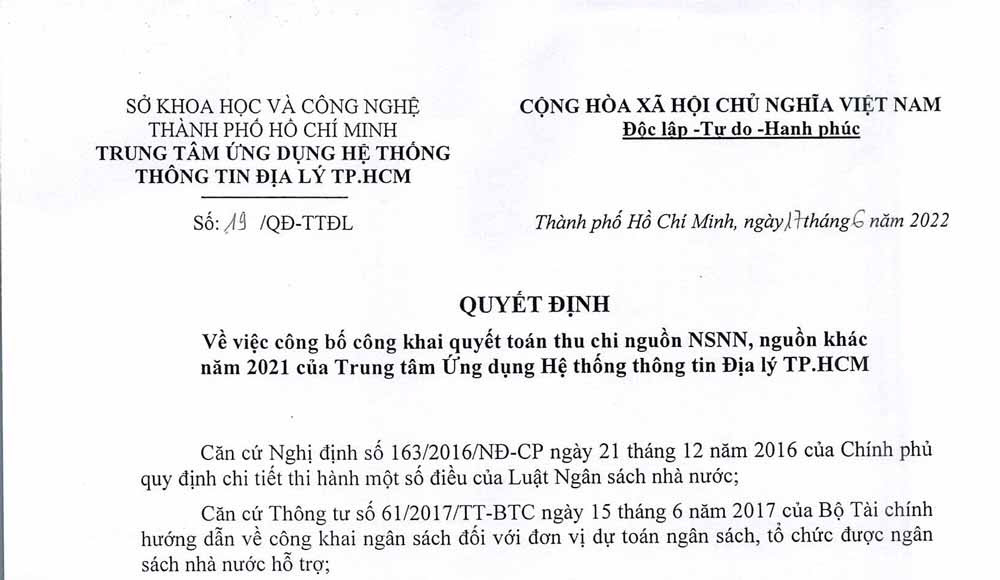 SỞ KHOA HỌC VÀ CÔNG NGHỆ
THÀNH PHỐ HỒ CHÍ MINH
TRUNG TÂM ỨNG DỤNG HỆ THỐNG
THÔNG TIN ĐỊA LÝ TP.HCM
Số: 19 /QĐ-TTĐL
CỘNG HÒA XÃ HỘI CHỦ NGHĨA VIỆT NAM
Độc lập -Tự do -Hạnh phúc
Thành phố Hồ Chí Minh, ngày 17 tháng 6 năm 2022
QUYẾT ĐỊNH
Về việc công bố công khai quyết toán thu chi nguồn NSNN, nguồn khác
năm 2021 của Trung tâm Ứng dụng Hệ thống thông tin Địa lý TP.HCM
Căn cứ Nghị định số 163/2016/NĐ-CP ngày 21 tháng 12 năm 2016 của Chính phủ
quy định chi tiết thi hành một số điều của Luật Ngân sách nhà nước;
Căn cứ Thông tư số 61/2017/TT-BTC ngày 15 tháng 6 năm 2017 của Bộ Tài chính
hướng dẫn về công khai ngân sách đối với đơn vị dự toán ngân sách, tổ chức được ngân
sách nhà nước hỗ trợ;